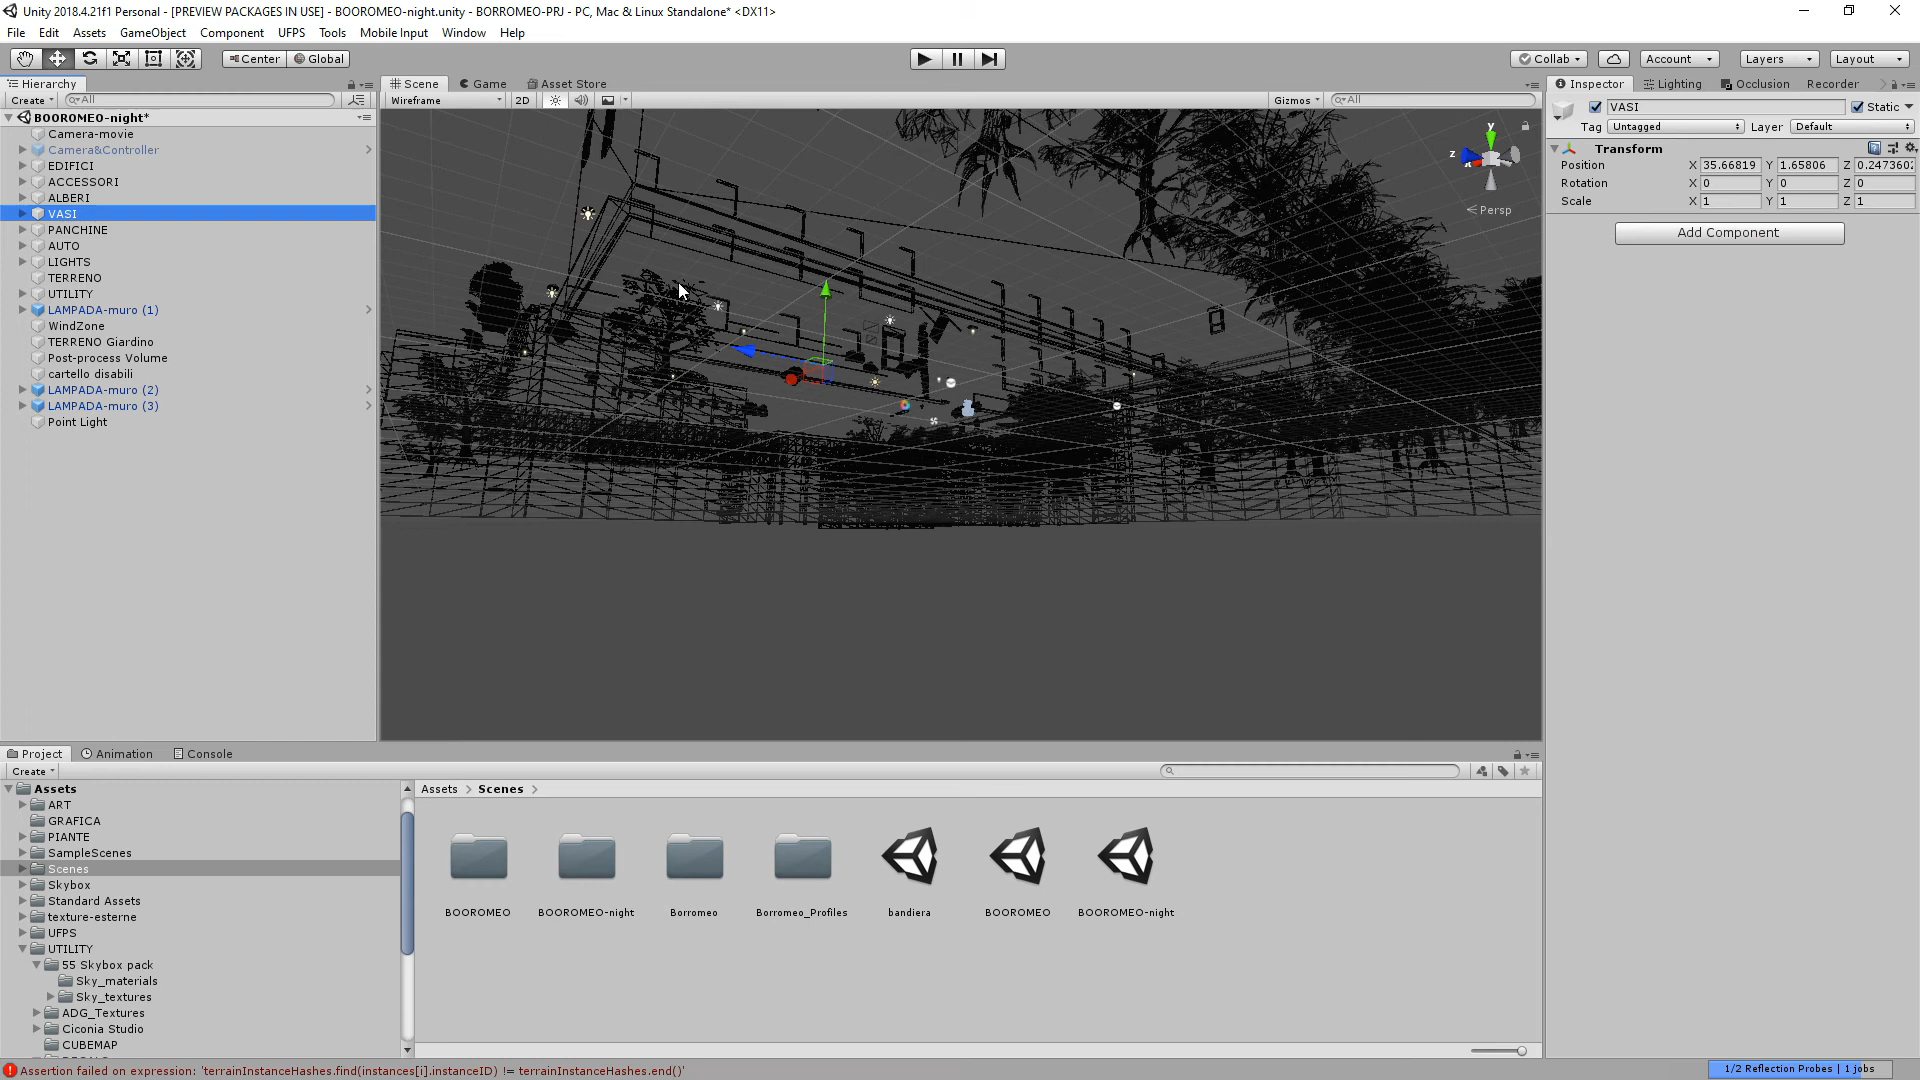 Unity 2018.4.21f1 Personal - [PREVIEW PACKAGES IN USE] - BOOROMEO-night.unity - BORROMEO-PRJ - PC, Mac & Linux Standalone* <DX11>
File Edit Assets GameObject Component UFPS Tools Mobile Input Window Help
Center Global Collab Account Layers Layout
Hierarchy Scene Game Asset Store Inspector Lighting Occlusion Recorder
Create All Wireframe 2D Gizmos All
VASI Static
Tag Untagged Layer Default
BOOROMEO-night*
Camera-movie
Camera&Controller
EDIFICI
ACCESSORI
ALBERI
VASI
PANCHINE
AUTO
LIGHTS
TERRENO
UTILITY
LAMPADA-muro (1)
WindZone
TERRENO Giardino
Post-process Volume
cartello disabili
LAMPADA-muro (2)
LAMPADA-muro (3)
Point Light
y
z
x
Persp
Transform
Position X 35.66819 Y 1.65806 Z 0.2473602
Rotation X 0 Y 0 Z 0
Scale X 1 Y 1 Z 1
Add Component
Project Animation Console
Create
Assets
ART
GRAFICA
PIANTE
SampleScenes
Scenes
Skybox
Standard Assets
texture-esterne
UFPS
UTILITY
55 Skybox pack
Sky_materials
Sky_textures
ADG_Textures
Ciconia Studio
CUBEMAP
Assets Scenes
BOOROMEO BOOROMEO-night Borromeo Borromeo_Profiles bandiera BOOROMEO BOOROMEO-night
Assertion failed on expression: 'terrainInstanceHashes.find(instances[i].instanceID) != terrainInstanceHashes.end()'
1/2 Reflection Probes | 1 jobs